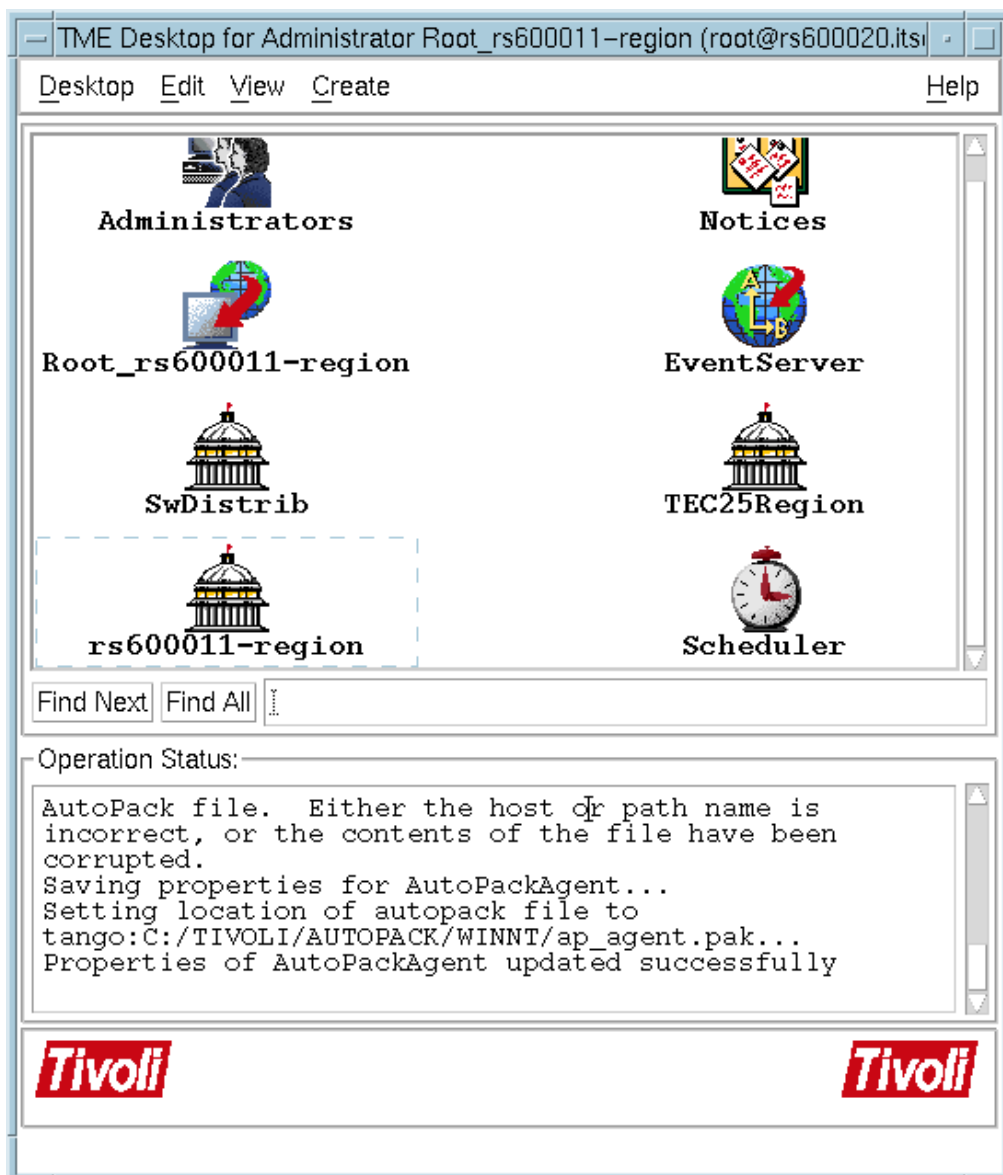 TME Desktop for Administrator Root_rs600011-region (root@rs600020.its
Desktop Edit View Create Help
Administrators Notices
Root_rs600011-region EventServer
SwDistrib TEC25Region
rs600011-region Scheduler
Find Next Find All
Operation Status:
AutoPack file.  Either the host or path name is
incorrect, or the contents of the file have been
corrupted.
Saving properties for AutoPackAgent...
Setting location of autopack file to
tango:C:/TIVOLI/AUTOPACK/WINNT/ap_agent.pak...
Properties of AutoPackAgent updated successfully
Tivoli Tivoli